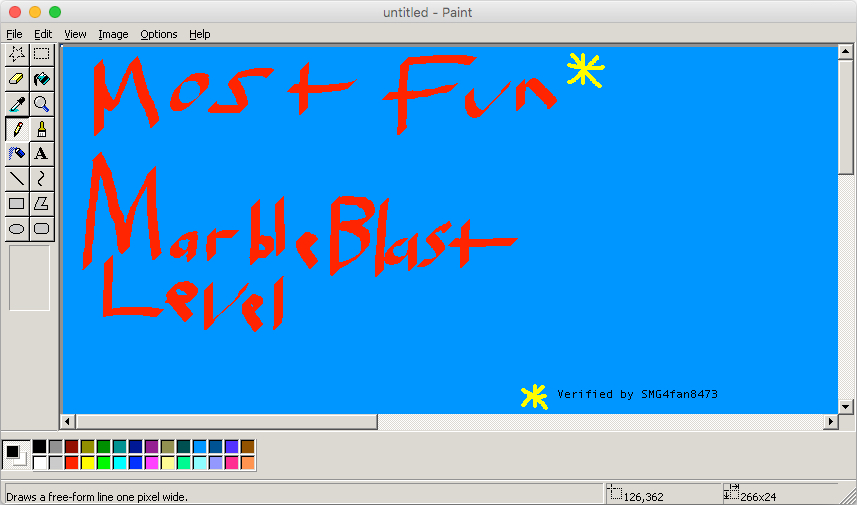 untitled - Paint
File Edit View Image Options Help
Most Fun*
MarbleBlast
Level
* Verified by SMG4fan8473
Draws a free-form line one pixel wide.
126,362
266x24